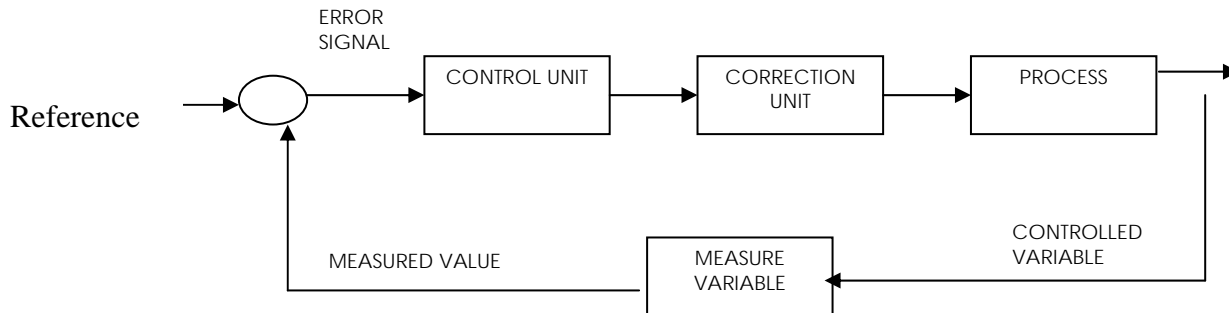 ERROR
SIGNAL
CONTROL UNIT
CORRECTION
UNIT
PROCESS
Reference
MEASURED VALUE
MEASURE
VARIABLE
CONTROLLED
VARIABLE